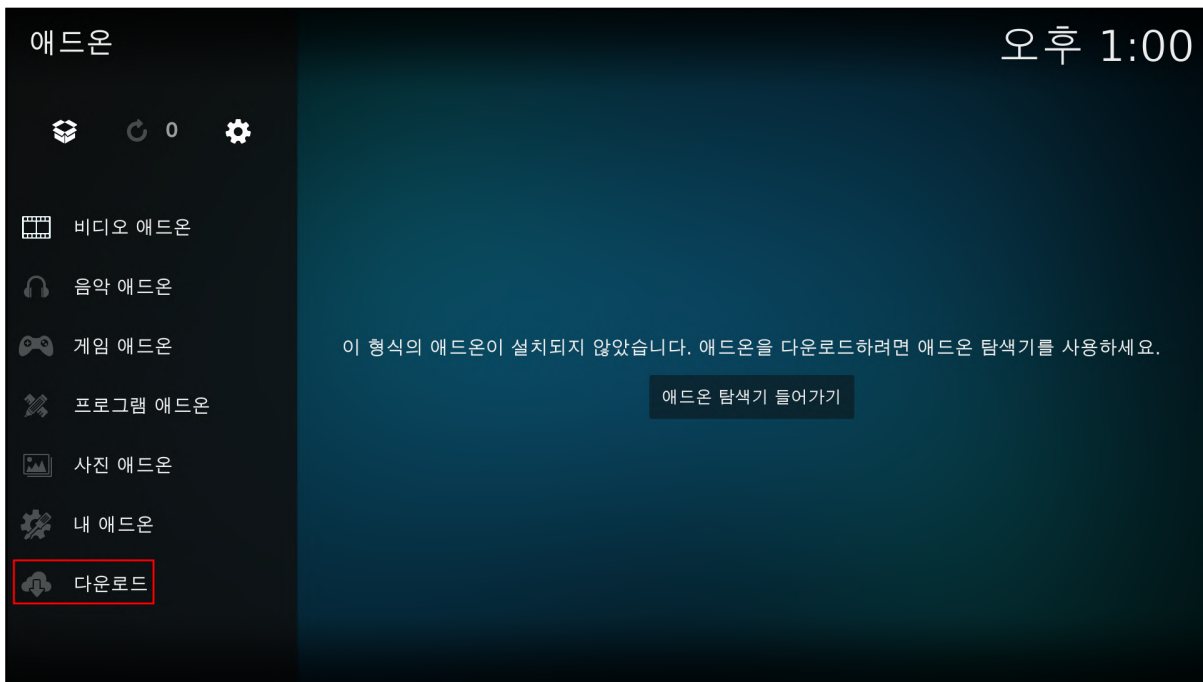 애드온
오후 1:00
0
비디오 애드온
음악 애드온
게임 애드온
프로그램 애드온
사진 애드온
내 애드온
다운로드
이 형식의 애드온이 설치되지 않았습니다. 애드온을 다운로드하려면 애드온 탐색기를 사용하세요.
애드온 탐색기 들어가기